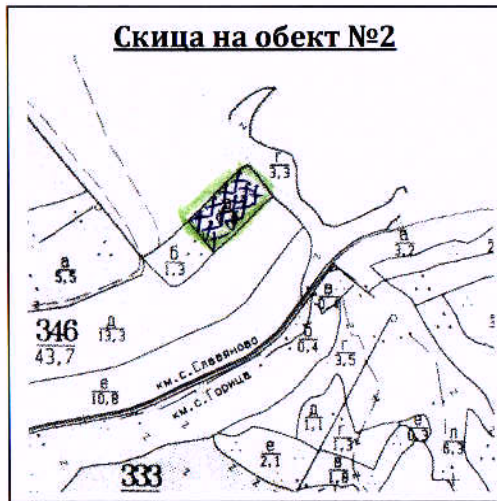 Скица на обект №2
г
3,3
а
5,5
б
1,3
а
3,2
346
43,7
д
13,3
в
0,4
б
0,4
е
10,8
км.с.Славяново
км.с.Горица
г
3,5
д
1,1
г
1,3
е
0,3
п
6,3
е
2,1
в
1,8
333